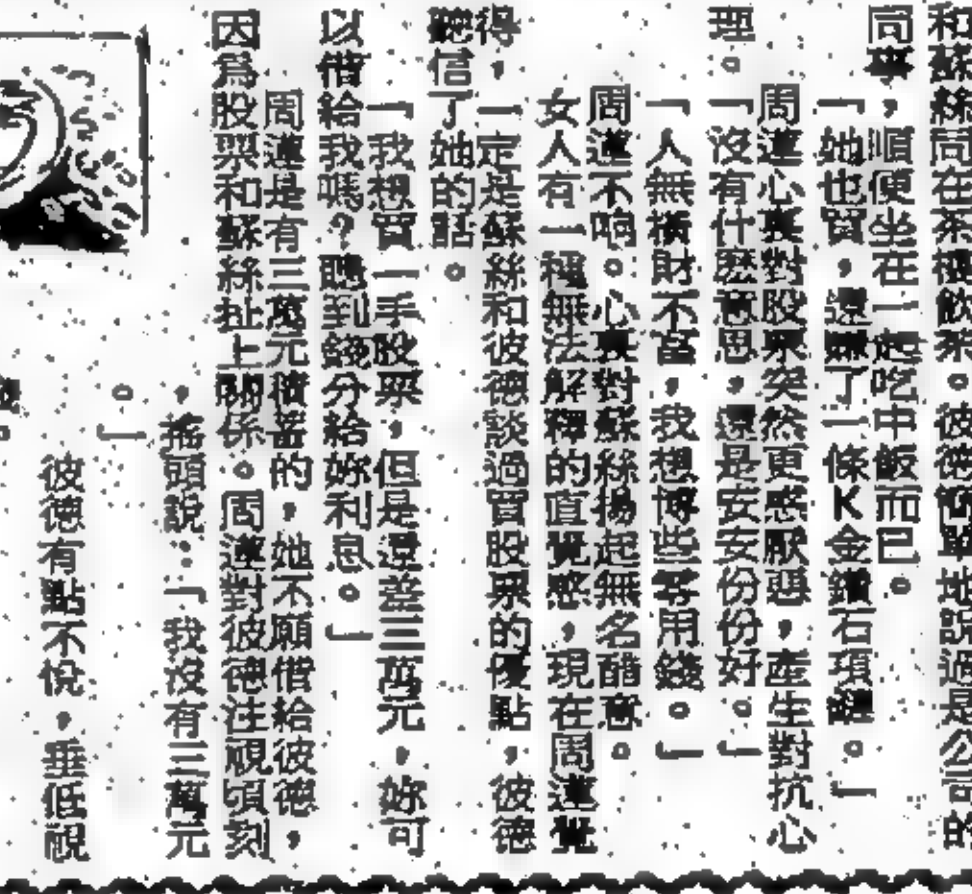 和蘇絲同在茶樓飲茶。彼德簡單地說過是公司的
同事，順便坐在一起吃中飯而已。」
「她也買，還賺了一條K金鑽石項鏈。」
周蓮心裏對股票突然更感厭惡，產生對抗心
理。
「沒有什麽意思，還是安安份份好。」
「人無橫財不富，我想博些零用錢。」
周蓮不响。心裏對蘇絲揚起無名醋意。
女人有一種無法解釋的直覺感，現在周蓮覺
得，一定是蘇絲和彼德談過買股票的優點，彼德
聽信了她的話。
「我想買一手股票，但是還差三萬元，妳可
以借給我嗎？賺到錢分給妳利息。」
周蓮是有三萬元積蓄的，她不願借給彼德，
因爲股票和蘇絲扯上關係。周蓮對彼德注視頃刻
，搖頭說：「我沒有三萬元
。」
彼德有點不悅，垂低視